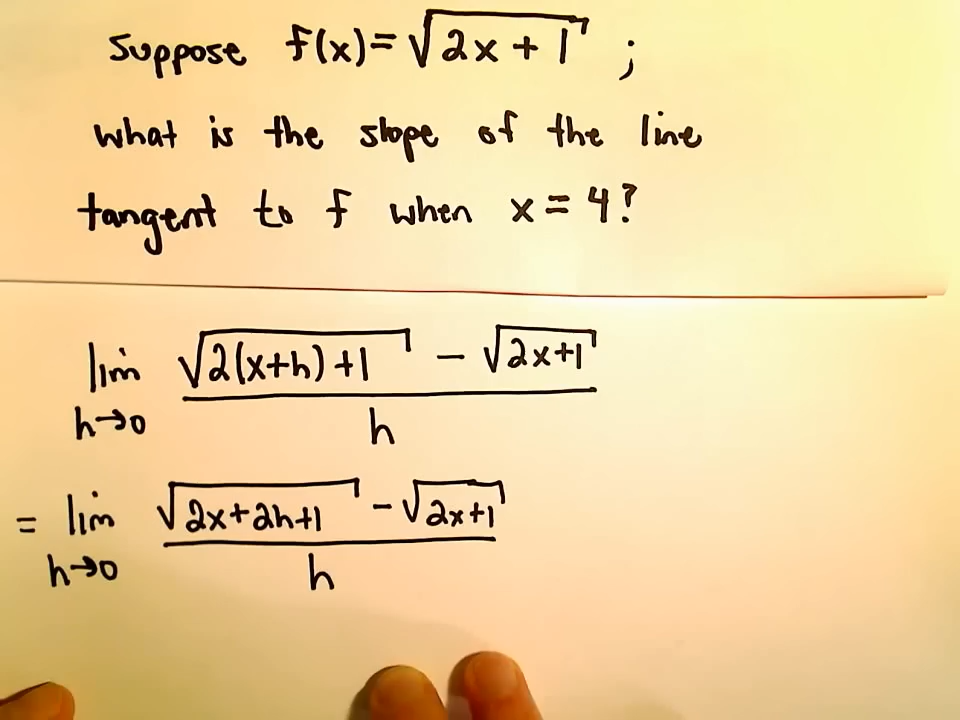 Suppose f(x)=√(2x+1) ;
what is the slope of the line
tangent to f when x=4?
lim h→0 (√(2(x+h)+1) - √(2x+1)) / h
= lim h→0 (√(2x+2h+1) - √(2x+1)) / h